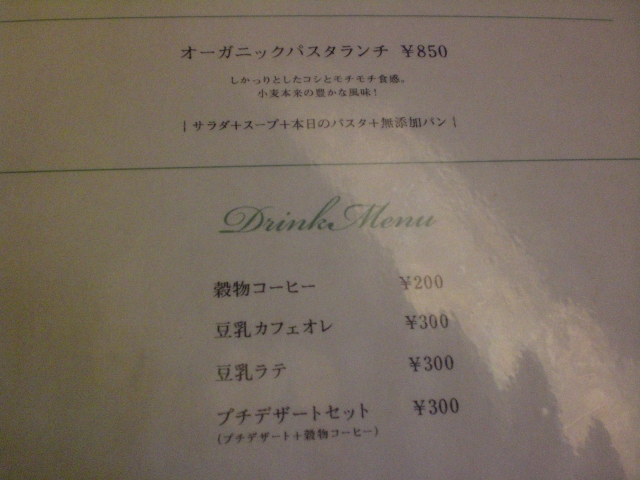 オーガニックパスタランチ ¥850
しかっりとしたコシとモチモチ食感。
小麦本来の豊かな風味!
{サラダ+スープ+本日のパスタ+無添加パン}
Drink Menu
穀物コーヒー ¥200
豆乳カフェオレ ¥300
豆乳ラテ ¥300
プチデザートセット ¥300
(プチデザート+穀物コーヒー)